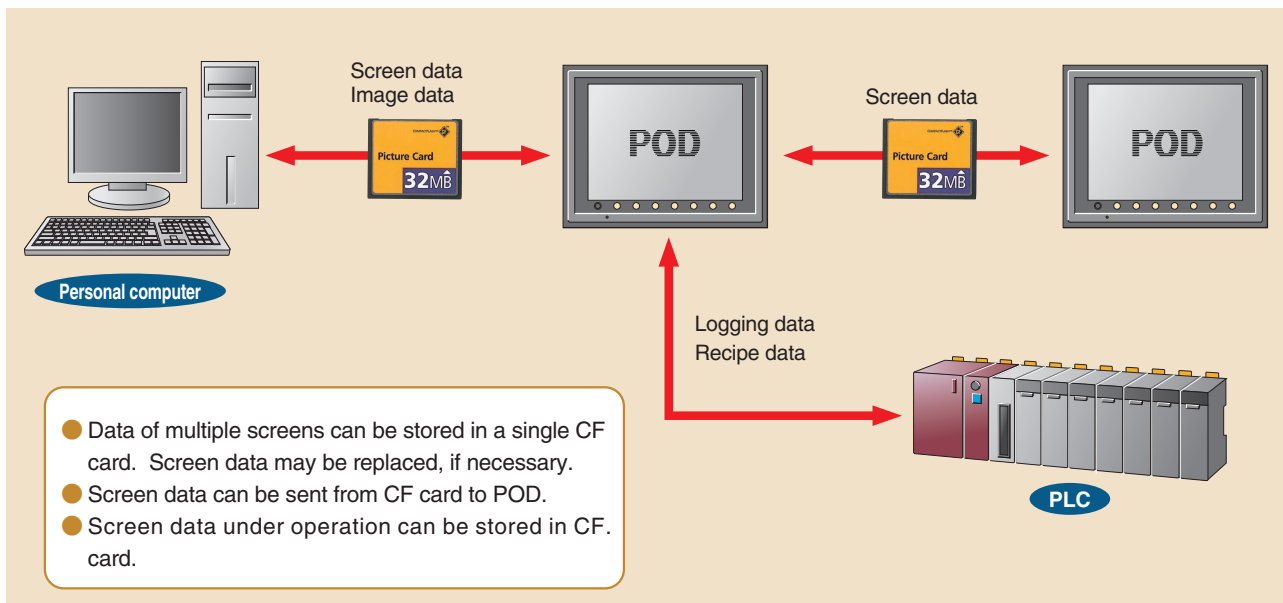 Screen data
Image data
Picture Card
32MB
POD
Screen data
Picture Card
32MB
POD
Personal computer
Logging data
Recipe data
Data of multiple screens can be stored in a single CF
card. Screen data may be replaced, if necessary.
Screen data can be sent from CF card to POD.
Screen data under operation can be stored in CF.
card.
PLC